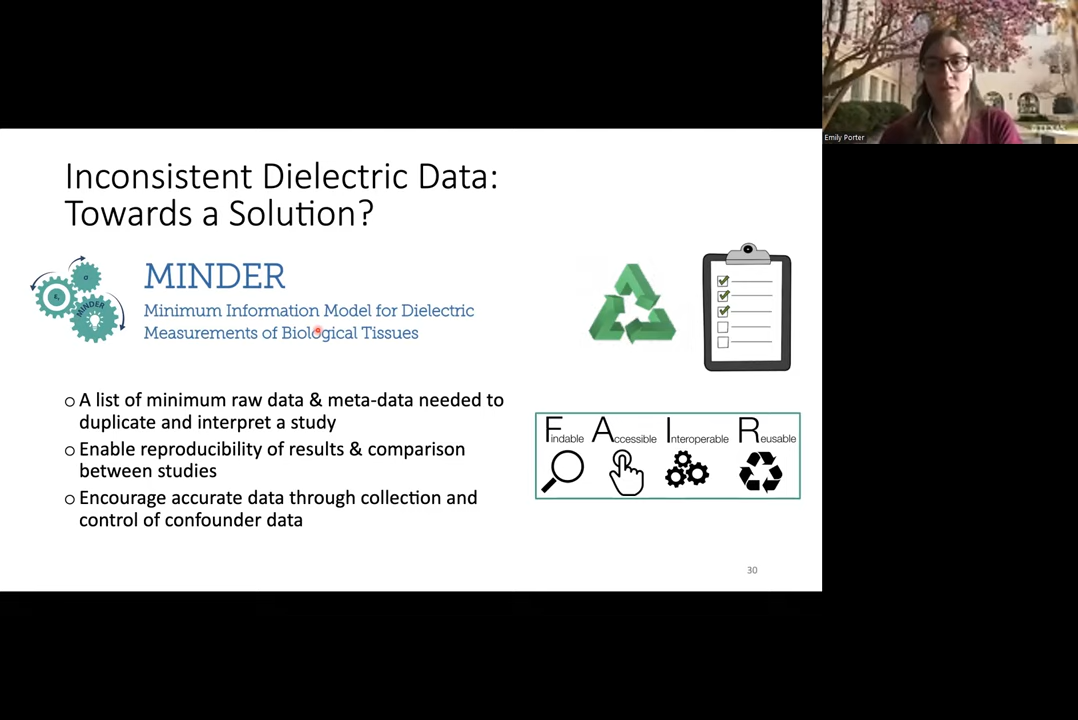 Emily Porter
Inconsistent Dielectric Data:
Towards a Solution?
MINDER
Minimum Information Model for Dielectric
Measurements of Biological Tissues
MINDER
○ A list of minimum raw data & meta-data needed to
duplicate and interpret a study
○ Enable reproducibility of results & comparison
between studies
○ Encourage accurate data through collection and
control of confounder data
Findable Accessible Interoperable Reusable
30